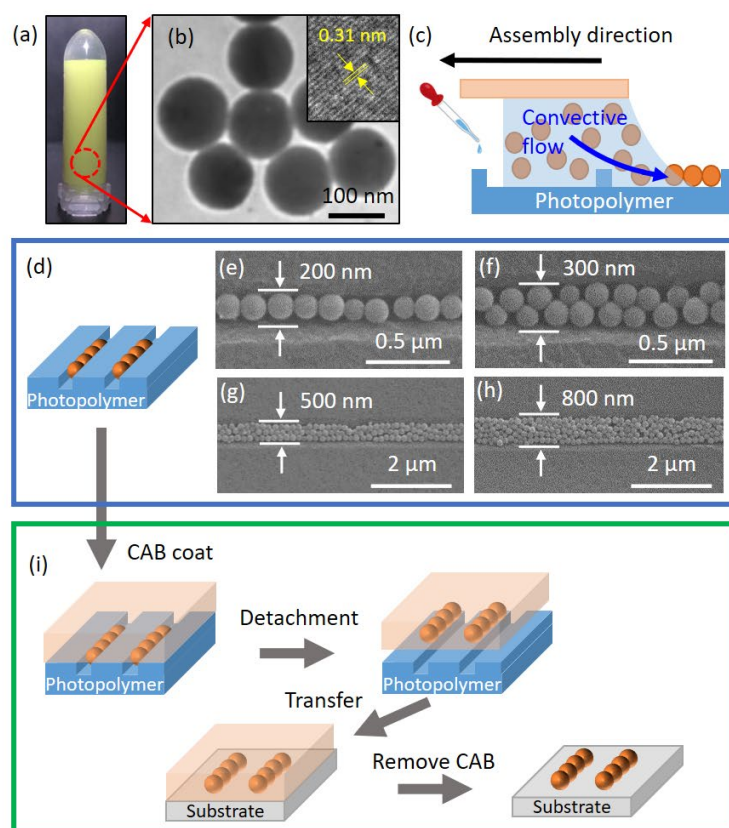 (a)
(b)
0.31 nm
100 nm
(c)
Assembly direction
Convective
flow
Photopolymer
(d)
Photopolymer
(e)
200 nm
0.5 μm
(f)
300 nm
0.5 μm
(g)
500 nm
2 μm
(h)
800 nm
2 μm
CAB coat
(i)
Photopolymer
Detachment
Photopolymer
Transfer
Substrate
Remove CAB
Substrate